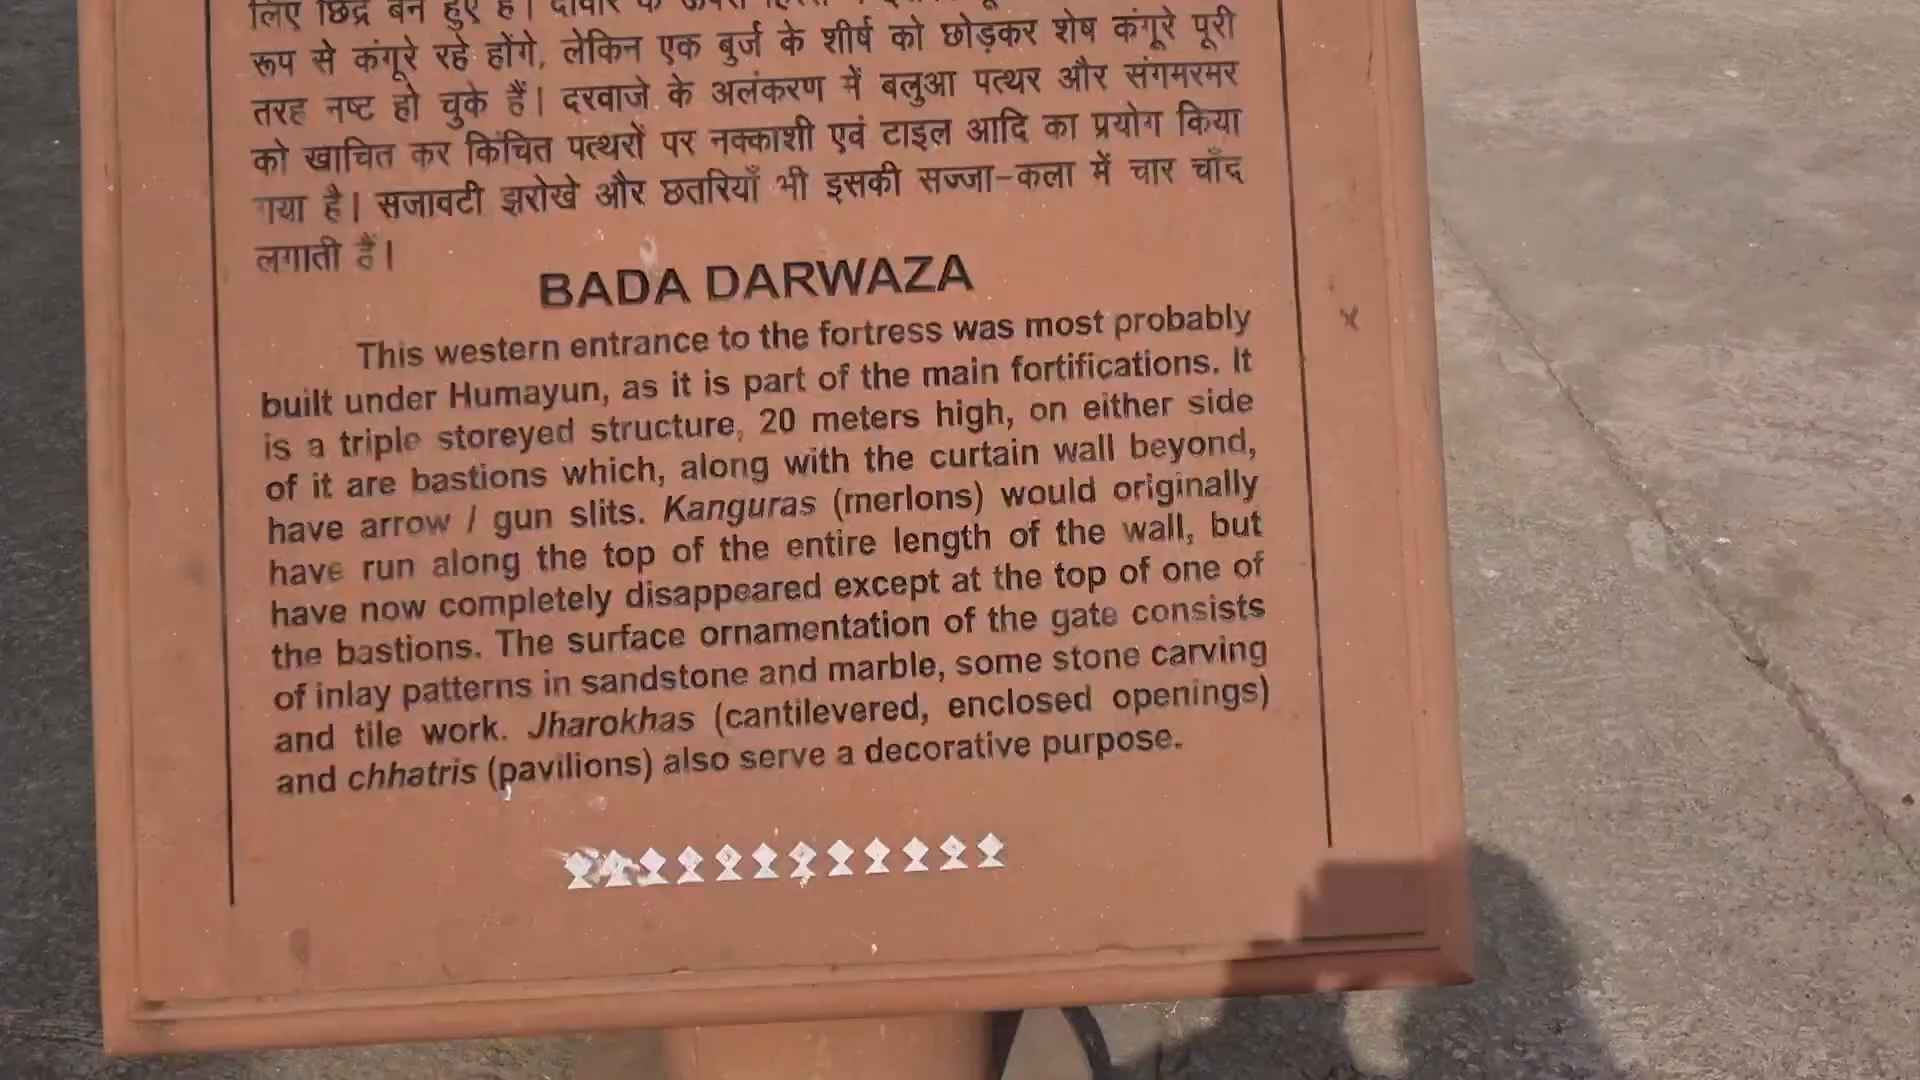 लिए छिद्र बने हुए हैं। दीवार के ऊपरी हिस्से
रूप से कंगूरे रहे होंगे, लेकिन एक बुर्ज के शीर्ष को छोड़कर शेष कंगूरे पूरी
तरह नष्ट हो चुके हैं। दरवाजे के अलंकरण में बलुआ पत्थर और संगमरमर
को खाचित कर किंचित पत्थरों पर नक्काशी एवं टाइल आदि का प्रयोग किया
गया है। सजावटी झरोखे और छतरियाँ भी इसकी सज्जा-कला में चार चाँद
लगाती हैं।
BADA DARWAZA
This western entrance to the fortress was most probably
built under Humayun, as it is part of the main fortifications. It
is a triple storeyed structure, 20 meters high, on either side
of it are bastions which, along with the curtain wall beyond,
have arrow / gun slits. Kanguras (merlons) would originally
have run along the top of the entire length of the wall, but
have now completely disappeared except at the top of one of
the bastions. The surface ornamentation of the gate consists
of inlay patterns in sandstone and marble, some stone carving
and tile work. Jharokhas (cantilevered, enclosed openings)
and chhatris (pavilions) also serve a decorative purpose.